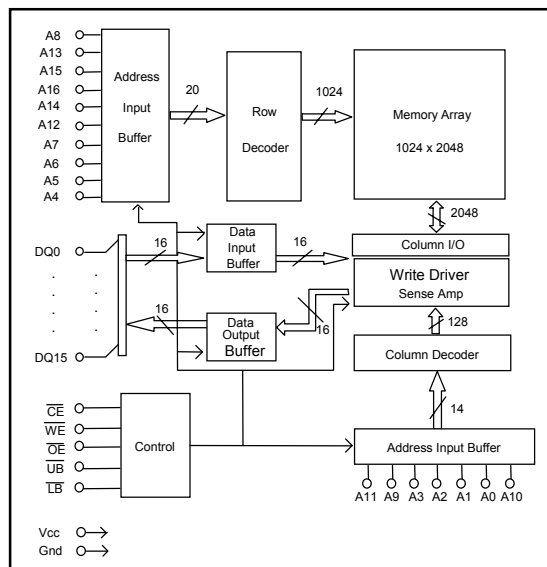 A8
A13
A15
A16
A14
A12
A7
A6
A5
A4
Address
Input
Buffer
20
Row
Decoder
1024
Memory Array
1024 x 2048
2048
DQ0
DQ15
16
Data
Input
Buffer
16
Column I/O
Write Driver
Sense Amp
16
Data
Output
Buffer
16
128
Column Decoder
14
CE
WE
OE
UB
LB
Control
Address Input Buffer
A11 A9 A3 A2 A1 A0 A10
Vcc
Gnd